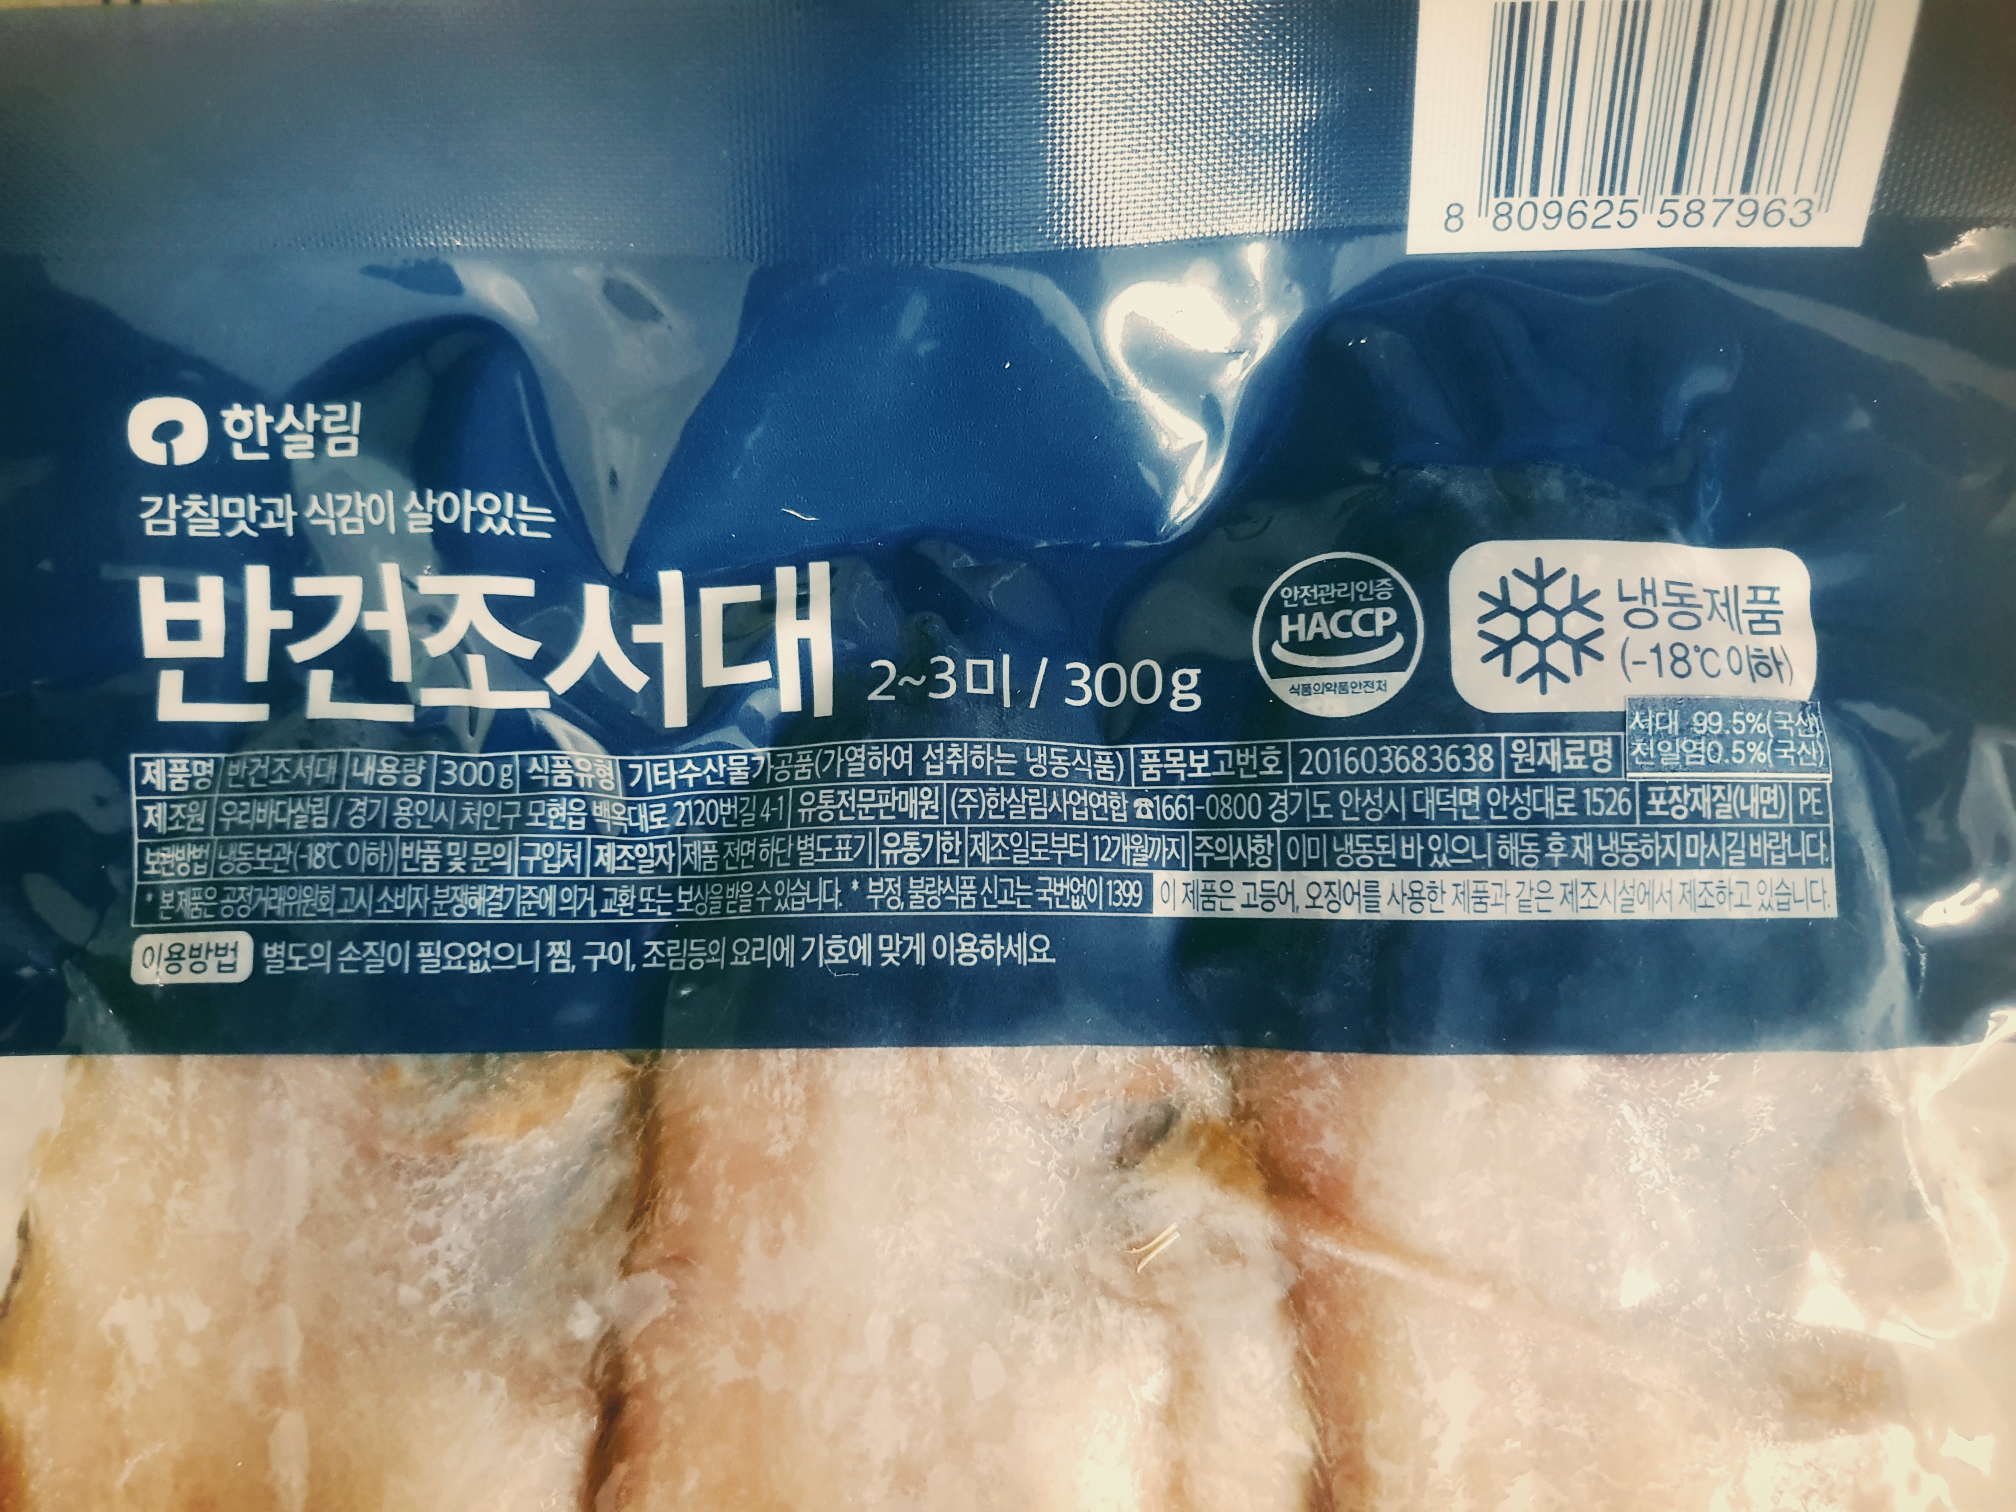 8 809625 587963
한살림
감칠맛과 식감이 살아있는
반건조서대 2~3미 / 300g
안전관리인증
HACCP
식품의약품안전처
냉동제품
(-18℃이하)
제품명 반건조서대 내용량 300g 식품유형 기타수산물가공품(가열하여 섭취하는 냉동식품) 품목보고번호 201603683638 원재료명 서대 99.5%(국산)
천일염0.5%(국산)
제조원 우리바다살림 / 경기 용인시 처인구 모현읍 백옥대로 2120번길 4-1 유통전문판매원 (주)한살림사업연합 ☎1661-0800 경기도 안성시 대덕면 안성대로 1526 포장재질(내면) PE
보관방법 냉동보관(-18℃ 이하) 반품 및 문의 구입처 제조일자 제품 전면 하단 별도표기 유통기한 제조일로부터 12개월까지 주의사항 이미 냉동된 바 있으니 해동 후 재 냉동하지 마시길 바랍니다.
* 본 제품은 공정거래위원회 고시 소비자 분쟁해결기준에 의거, 교환 또는 보상을 받을 수 있습니다. * 부정, 불량식품 신고는 국번없이 1399 이 제품은 고등어, 오징어를 사용한 제품과 같은 제조시설에서 제조하고 있습니다.
이용방법 별도의 손질이 필요없으니 찜, 구이, 조림등의 요리에 기호에 맞게 이용하세요.